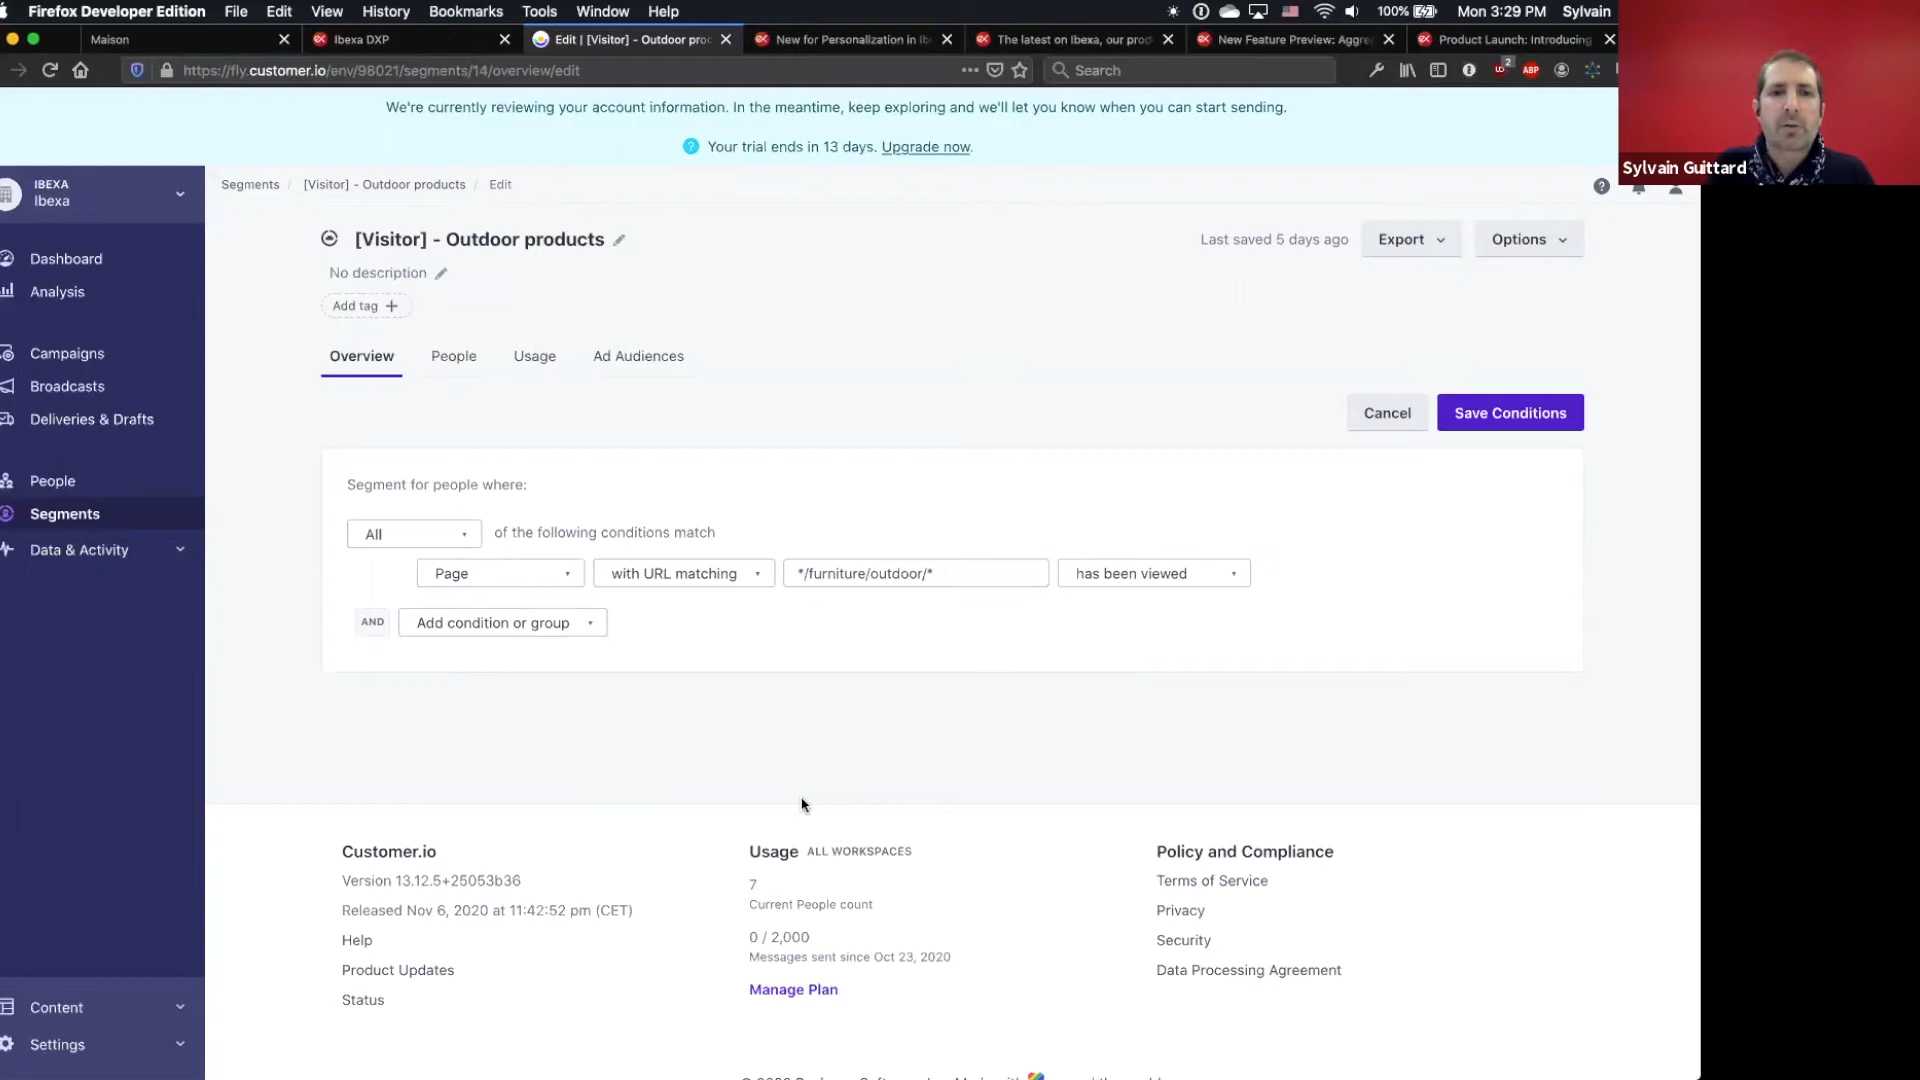 Firefox Developer Edition File Edit View History Bookmarks Tools Window Help 100% Mon 3:29 PM Sylvain
Maison
Ibexa DXP
Edit | [Visitor] - Outdoor proc
New for Personalization in Ib
The latest on Ibexa, our prod
New Feature Preview: Aggre
Product Launch: Introducing
https://fly.customer.io/env/98021/segments/14/overview/edit
Search
2
ABP
Sylvain Guittard
We're currently reviewing your account information. In the meantime, keep exploring and we'll let you know when you can start sending.
? Your trial ends in 13 days. Upgrade now.
IBEXA
Ibexa
Dashboard
Analysis
Campaigns
Broadcasts
Deliveries & Drafts
People
Segments
Data & Activity
Content
Settings
Segments / [Visitor] - Outdoor products / Edit
?
[Visitor] - Outdoor products
Last saved 5 days ago
Export
Options
No description
Add tag +
Overview
People
Usage
Ad Audiences
Cancel
Save Conditions
Segment for people where:
All of the following conditions match
Page with URL matching */furniture/outdoor/* has been viewed
AND Add condition or group
Customer.io
Version 13.12.5+25053b36
Released Nov 6, 2020 at 11:42:52 pm (CET)
Help
Product Updates
Status
Usage ALL WORKSPACES
7
Current People count
0 / 2,000
Messages sent since Oct 23, 2020
Manage Plan
Policy and Compliance
Terms of Service
Privacy
Security
Data Processing Agreement